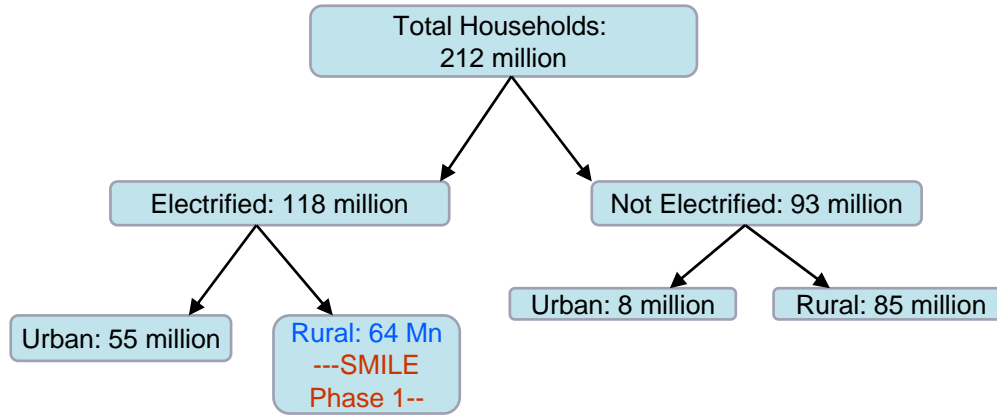 Total Households:
212 million
Electrified: 118 million
Not Electrified: 93 million
Urban: 55 million
Rural: 64 Mn
---SMILE
Phase 1--
Urban: 8 million
Rural: 85 million